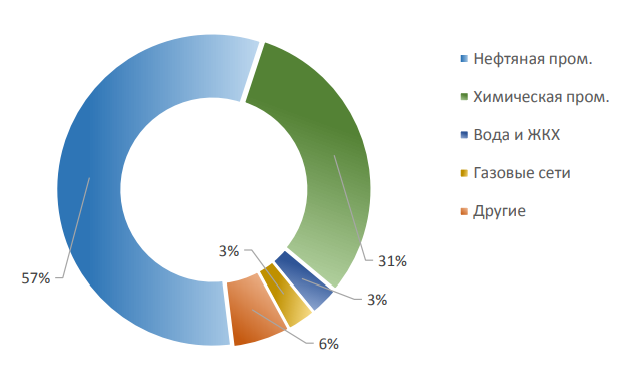 Нефтяная пром.
Химическая пром.
Вода и ЖКХ
Газовые сети
Другие
57%
31%
3%
3%
6%